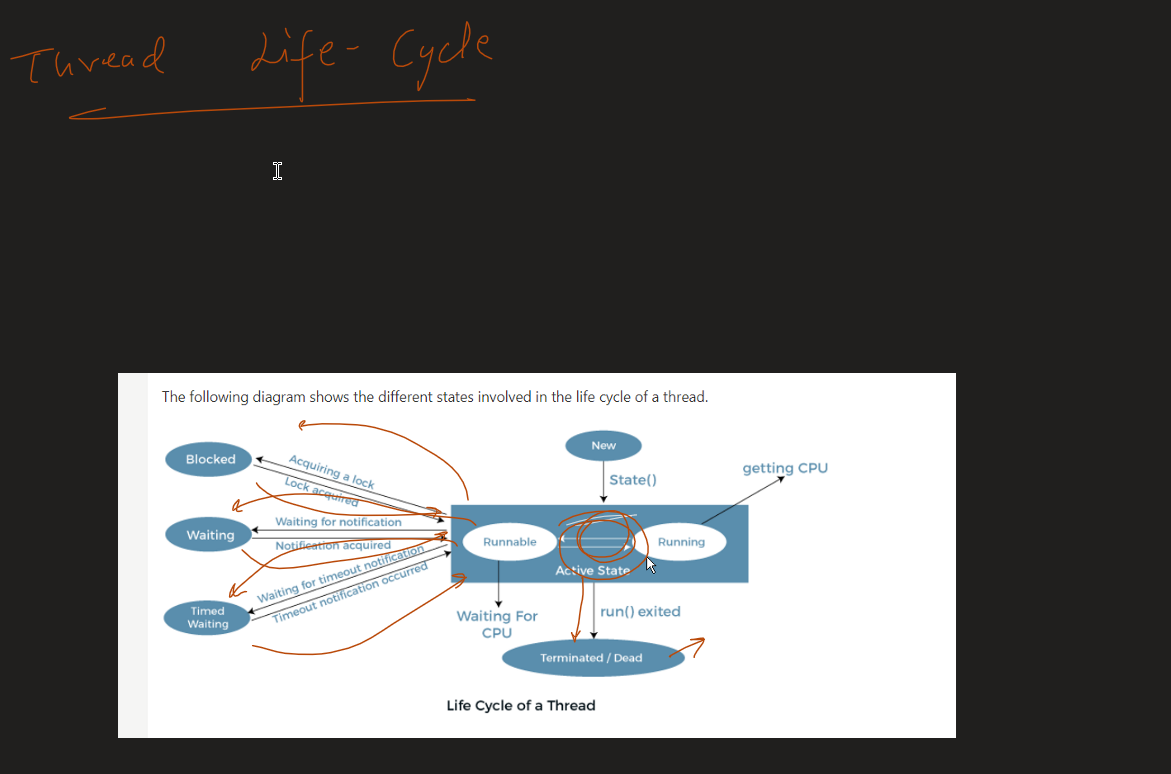 Thread Life-Cycle
The following diagram shows the different states involved in the life cycle of a thread.
New
Blocked
Acquiring a lock
Lock acquired
State()
getting CPU
Waiting
Waiting for notification
Notification acquired
Runnable
Running
Active State
Waiting for timeout notification
Timeout notification occurred
Timed
Waiting
Waiting For
CPU
run() exited
Terminated / Dead
Life Cycle of a Thread